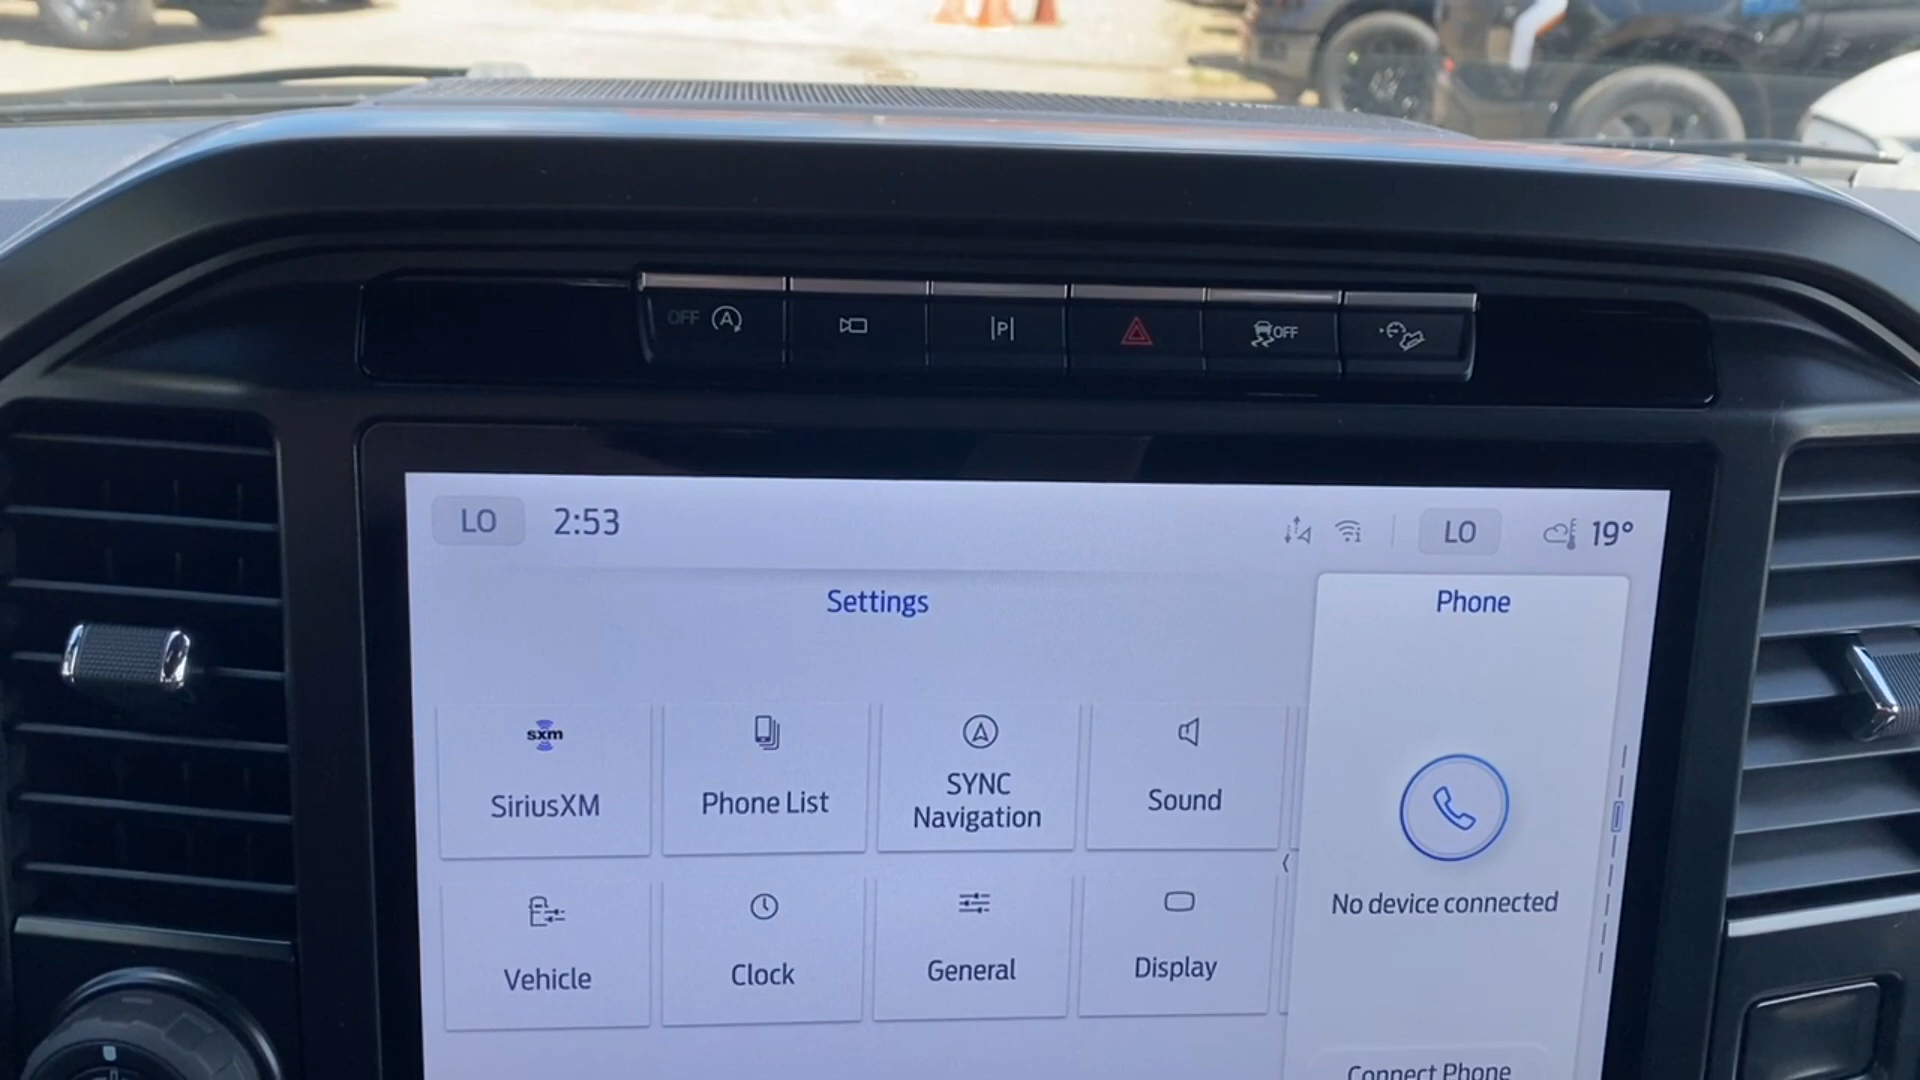 OFF A
P
OFF
LO 2:53 LO 19°
Settings
Phone
sxm
SiriusXM
Phone List
SYNC
Navigation
Sound
No device connected
Vehicle
Clock
General
Display
Connect Phone